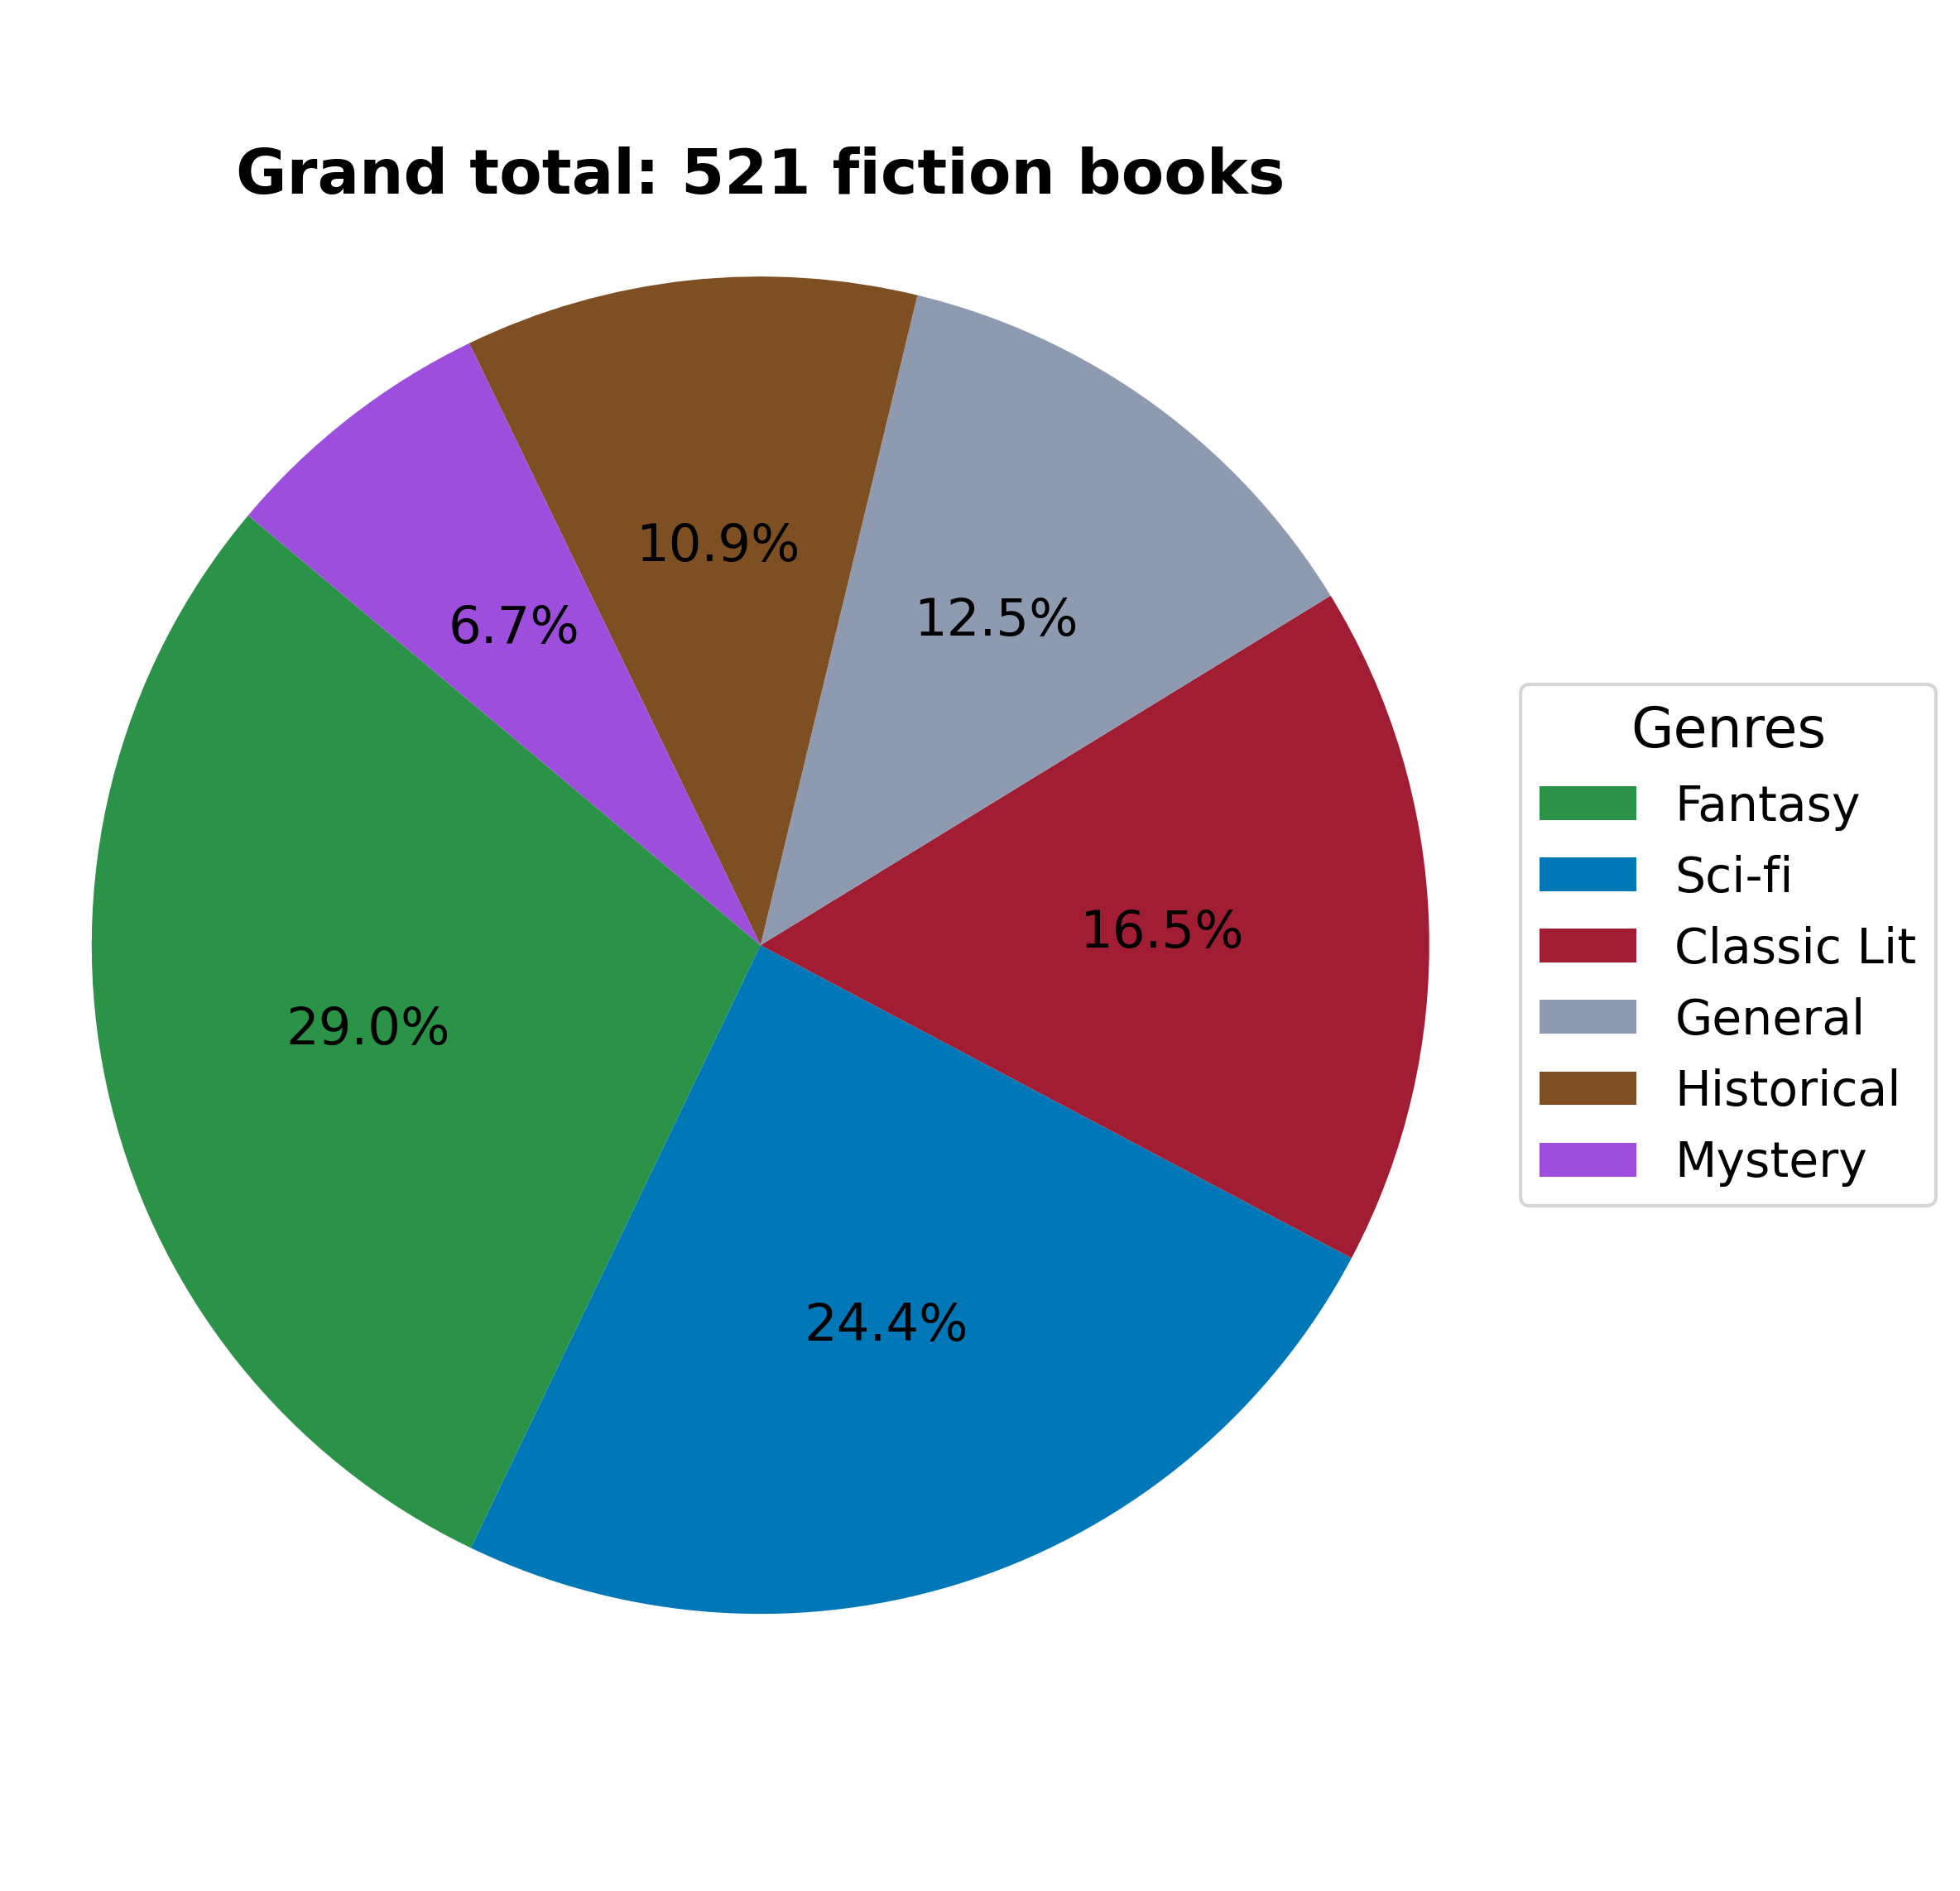 Grand total: 521 fiction books
10.9%
12.5%
6.7%
16.5%
29.0%
24.4%
Genres
Fantasy
Sci-fi
Classic Lit
General
Historical
Mystery